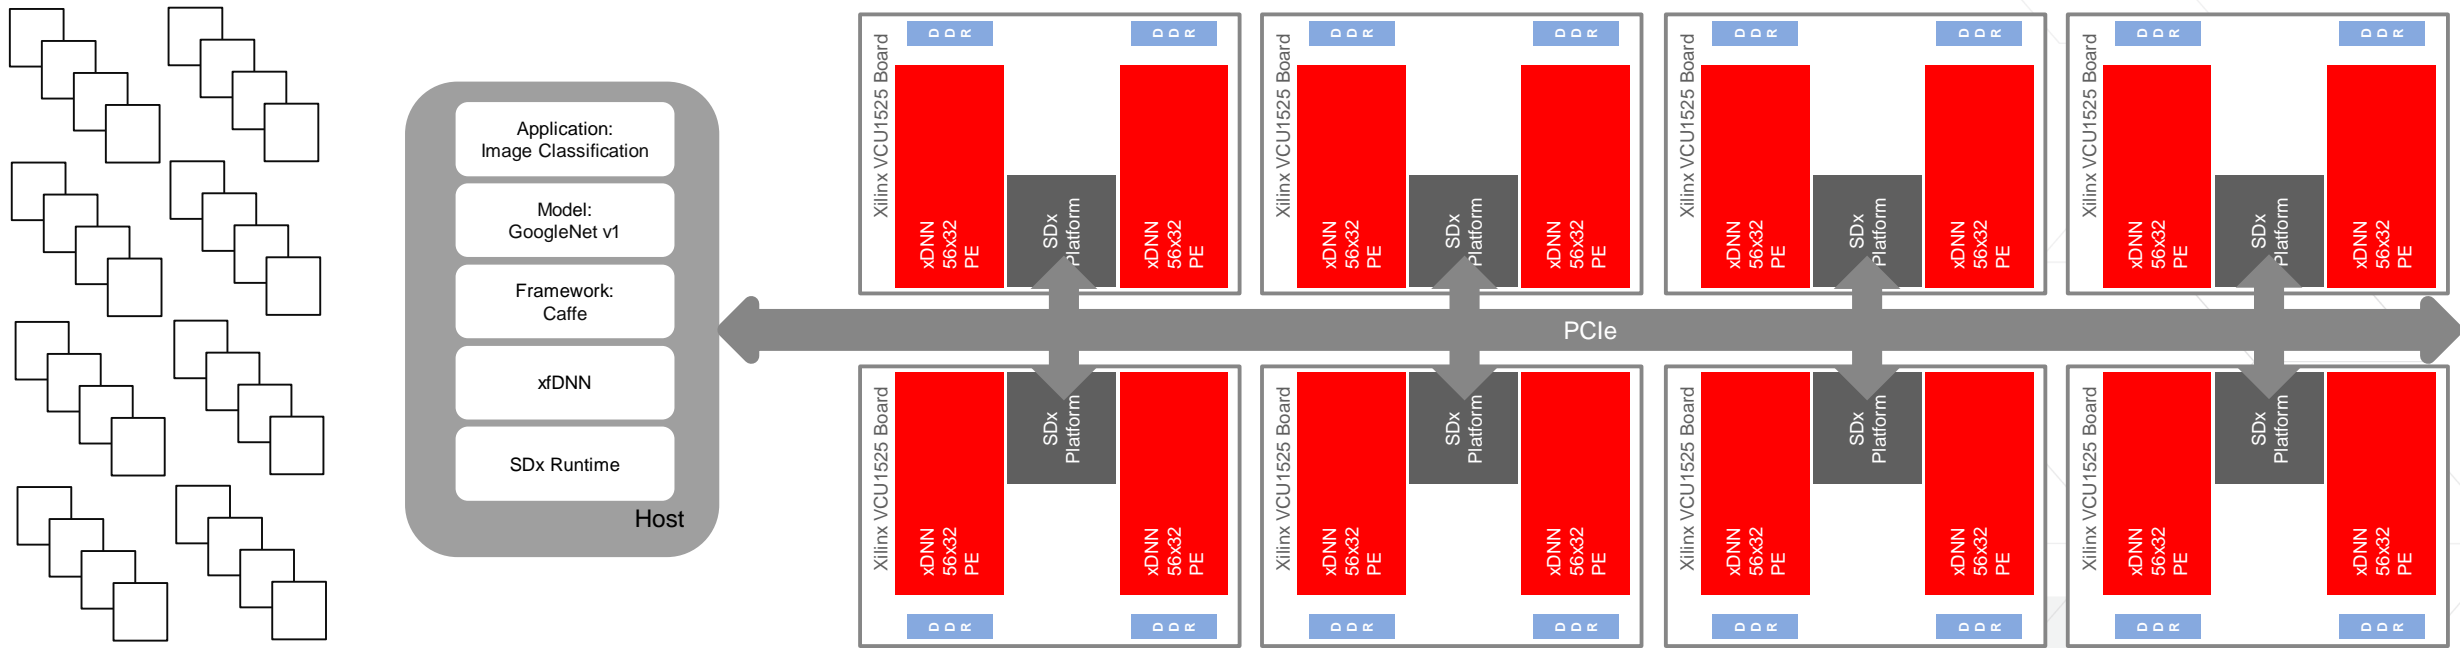 Application:
Image Classification
Model:
GoogleNet v1
Framework:
Caffe
xfDNN
SDx Runtime
Host
Xilinx VCU1525 Board
DDR
DDR
xDNN
56x32
PE
SDx
Platform
xDNN
56x32
PE
Xilinx VCU1525 Board
DDR
DDR
xDNN
56x32
PE
SDx
Platform
xDNN
56x32
PE
Xilinx VCU1525 Board
DDR
DDR
xDNN
56x32
PE
SDx
Platform
xDNN
56x32
PE
Xilinx VCU1525 Board
DDR
DDR
xDNN
56x32
PE
SDx
Platform
xDNN
56x32
PE
PCIe
Xilinx VCU1525 Board
xDNN
56x32
PE
SDx
Platform
xDNN
56x32
PE
DDR
DDR
Xilinx VCU1525 Board
xDNN
56x32
PE
SDx
Platform
xDNN
56x32
PE
DDR
DDR
Xilinx VCU1525 Board
xDNN
56x32
PE
SDx
Platform
xDNN
56x32
PE
DDR
DDR
Xilinx VCU1525 Board
xDNN
56x32
PE
SDx
Platform
xDNN
56x32
PE
DDR
DDR